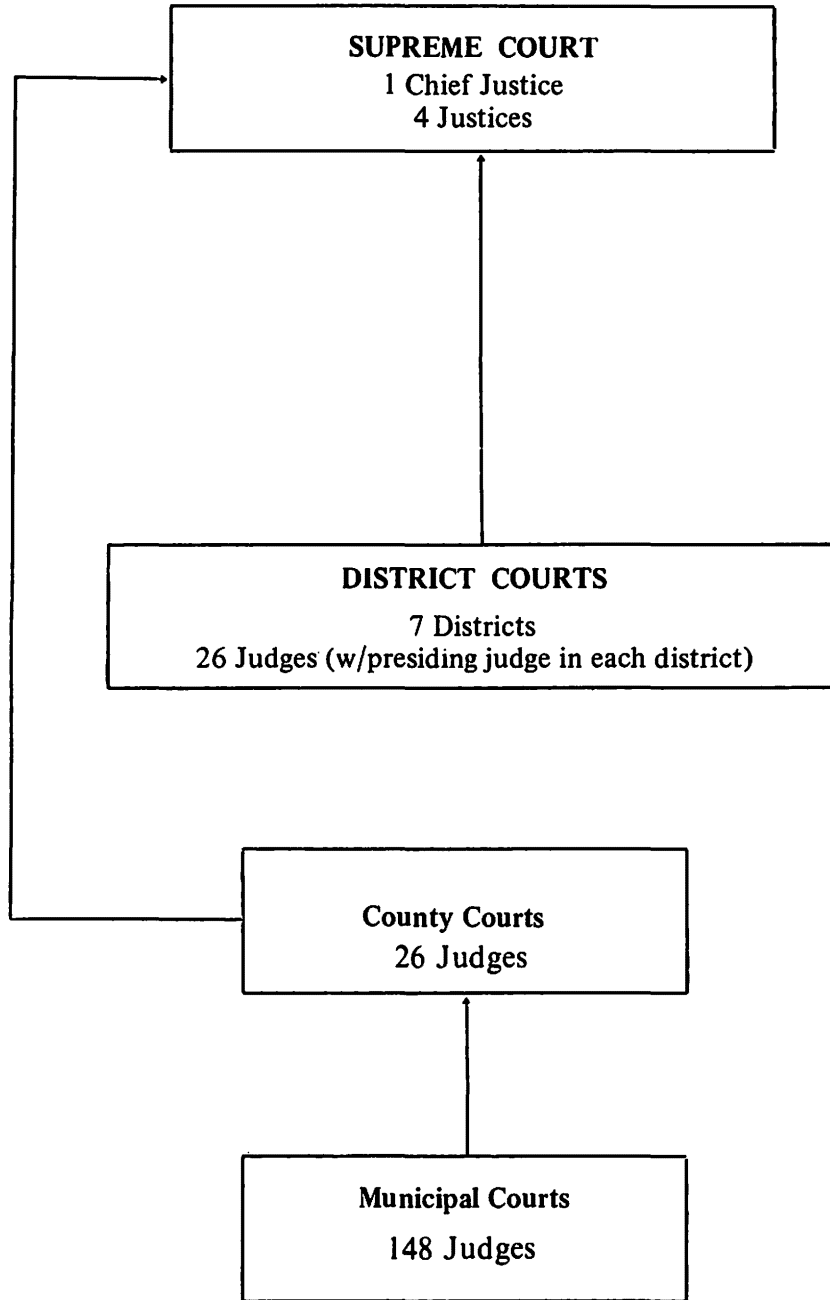 SUPREME COURT
1 Chief Justice
4 Justices
DISTRICT COURTS
7 Districts
26 Judges (w/presiding judge in each district)
County Courts
26 Judges
Municipal Courts
148 Judges